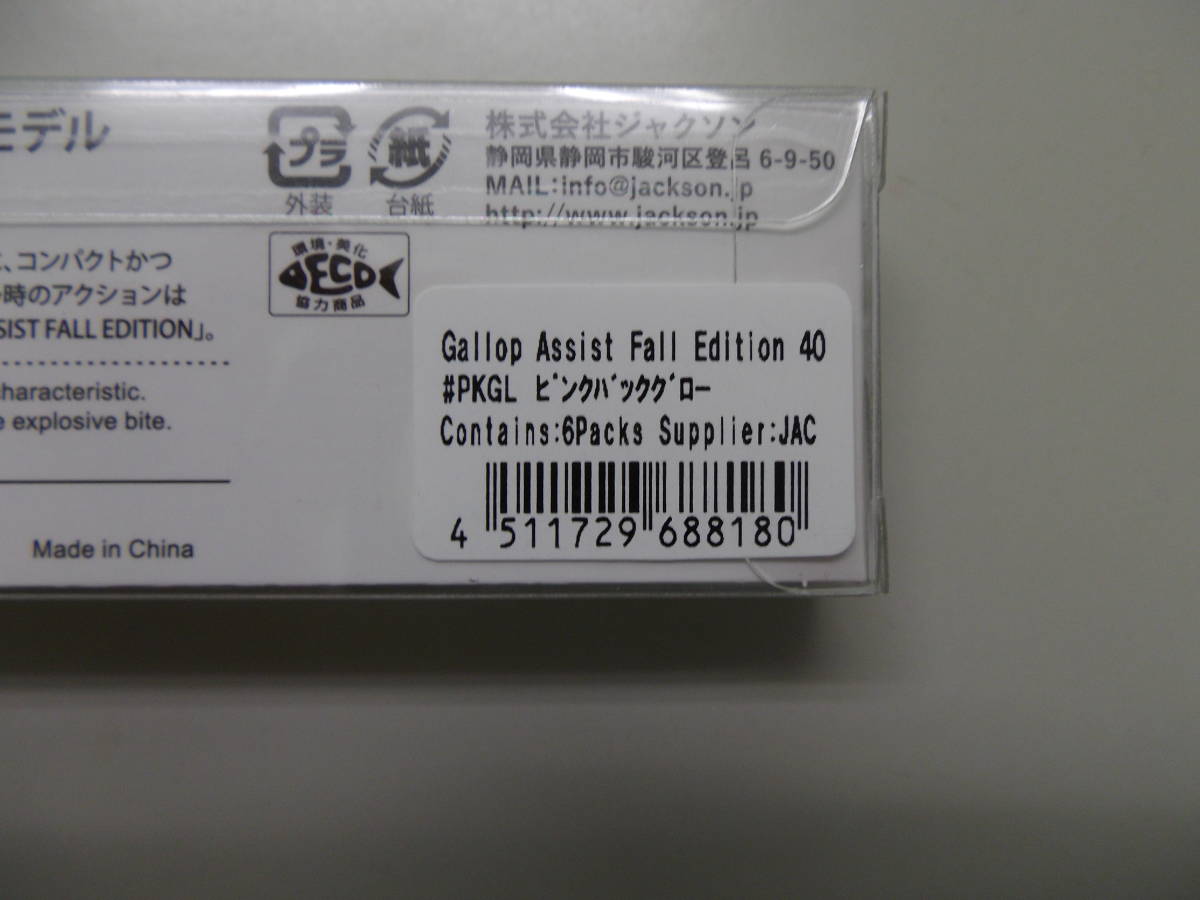 モデル
プラ
外装
紙
台紙
株式会社ジャクソン
静岡県静岡市駿河区登呂 6-9-50
MAIL:info@jackson.jp
http://www.jackson.jp
環境・美化
ECO
協力商品
、コンパクトかつ
時のアクションは
SIST FALL EDITION」。
characteristic.
e explosive bite.
Made in China
Gallop Assist Fall Edition 40
#PKGL ﾋﾟﾝｸﾊﾞｯｸｸﾞﾛｰ
Contains:6Packs Supplier:JAC
4 511729 688180